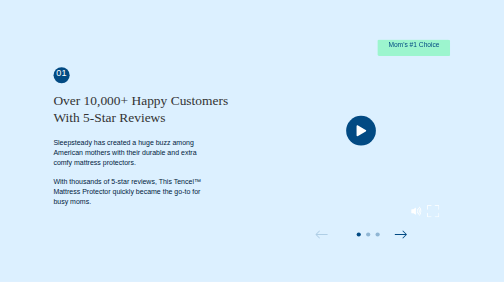 Mom's #1 Choice
01
Over 10,000+ Happy Customers
With 5-Star Reviews
Sleepsteady has created a huge buzz among
American mothers with their durable and extra
comfy mattress protectors.
With thousands of 5-star reviews, This Tencel™
Mattress Protector quickly became the go-to for
busy moms.